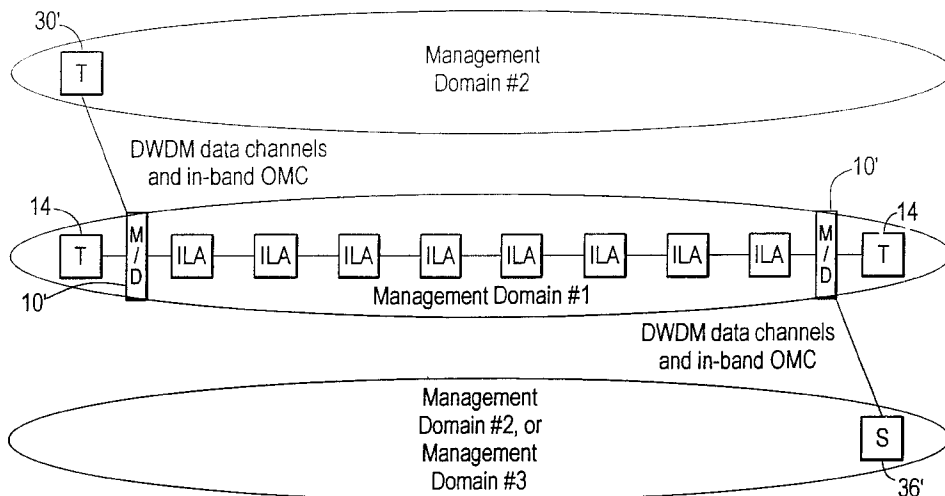 30'
T
Management
Domain #2
DWDM data channels
and in-band OMC
10'
14
14
T
M/D
ILA
ILA
ILA
ILA
ILA
ILA
ILA
ILA
M/D
T
10'
Management Domain #1
DWDM data channels
and in-band OMC
Management
Domain #2, or
Management
Domain #3
S
36'